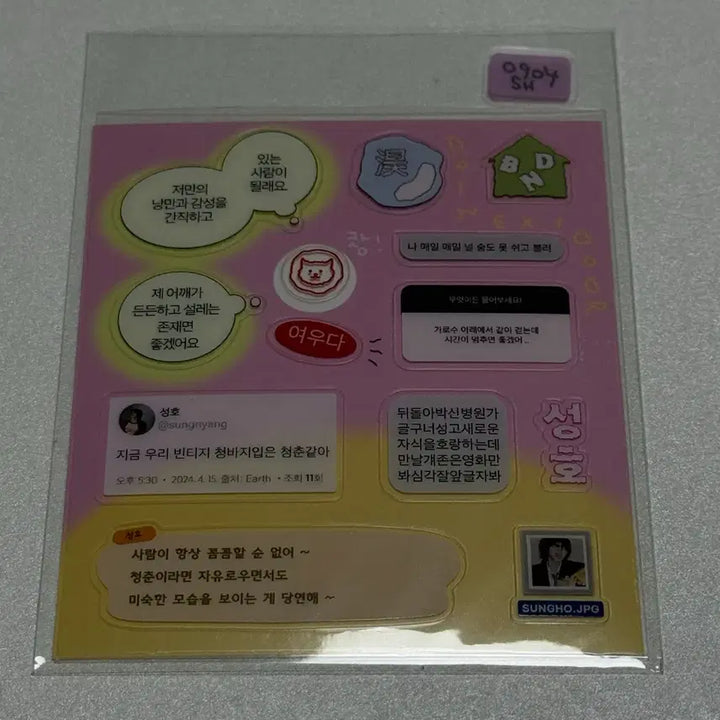 0904
SH
저만의
낭만과 감성을
간직하고
있는
사람이
될래요.
漠
BND
BOYNEXTDOOR
나 매일 매일 널 숨도 못 쉬고 불러
제 어깨가
든든하고 설레는
존재면
좋겠어요
여우다
무엇이든 물어보세요!
가로수 아래에서 같이 걷는데
시간이 멈추면 좋겠어..
성호
@sungnyang
지금 우리 빈티지 청바지입은 청춘같아
오후 5:30 · 2024.4.15. 출처: Earth · 조회 11회
뒤돌아박신병원가
글구너성고새로운
자식을호랑하는데
만날개존은영화만
봐심각잘앞글자봐
성호
성호
사람이 항상 꼼꼼할 순 없어 ~
청춘이라면 자유로우면서도
미숙한 모습을 보이는 게 당연해 ~
SUNGHO.JPG